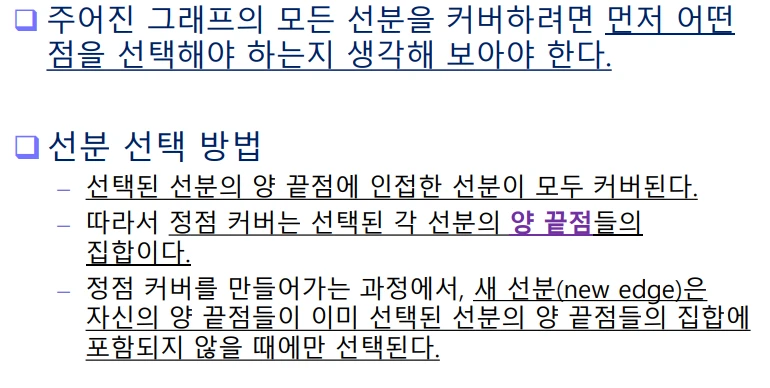 ❑ 주어진 그래프의 모든 선분을 커버하려면 먼저 어떤
점을 선택해야 하는지 생각해 보아야 한다.
❑ 선분 선택 방법
– 선택된 선분의 양 끝점에 인접한 선분이 모두 커버된다.
– 따라서 정점 커버는 선택된 각 선분의 양 끝점들의
집합이다.
– 정점 커버를 만들어가는 과정에서, 새 선분(new edge)은
자신의 양 끝점들이 이미 선택된 선분의 양 끝점들의 집합에
포함되지 않을 때에만 선택된다.